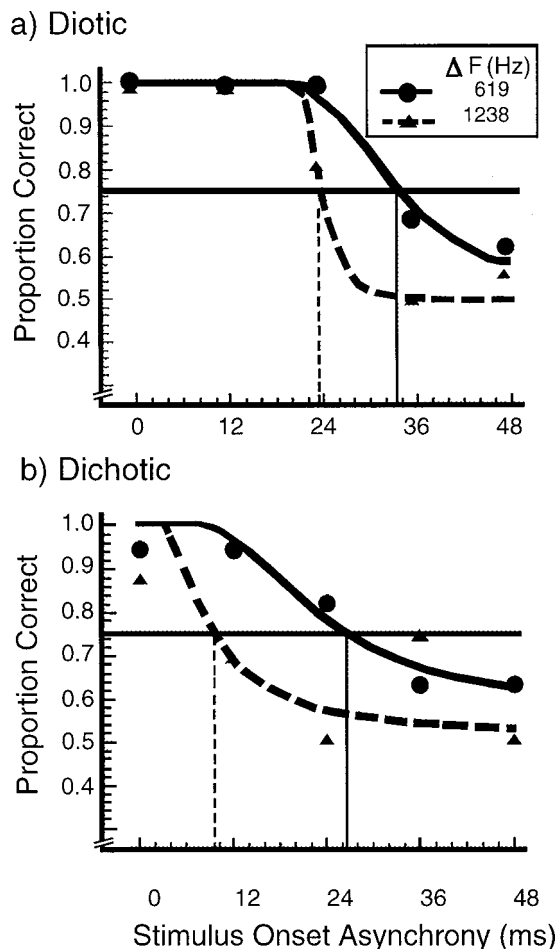 a) Diotic
Δ F (Hz)
619
1238
1.0
0.9
0.8
0.7
0.6
0.5
0.4
Proportion Correct
0 12 24 36 48
b) Dichotic
1.0
0.9
0.8
0.7
0.6
0.5
0.4
Proportion Correct
0 12 24 36 48
Stimulus Onset Asynchrony (ms)